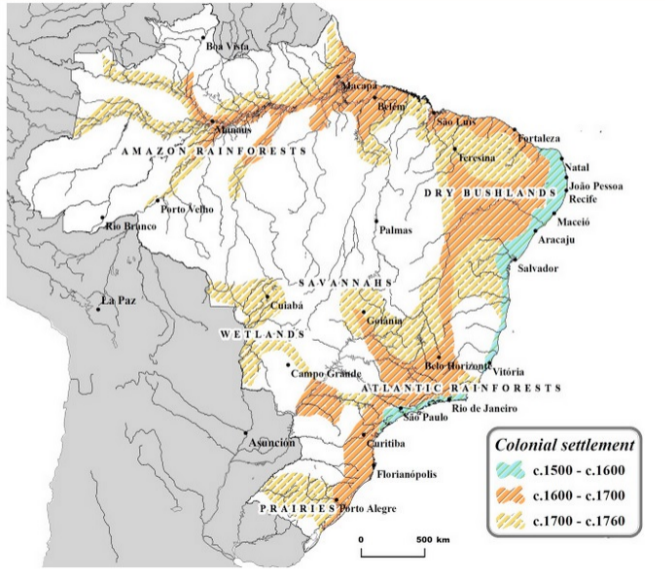 Boa Vista
Macapá
Belém
Manaus
São Luis
AMAZON RAINFORESTS
Fortaleza
Teresina
Natal
DRY BUSHLANDS
João Pessoa
Recife
Porto Velho
Maceió
Rio Branco
Palmas
Aracaju
Salvador
SAVANNAHS
La Paz
Cuiabá
Goiânia
WETLANDS
Belo Horizonte
Vitória
Campo Grande
ATLANTIC RAINFORESTS
Rio de Janeiro
São Paulo
Curitiba
Asunción
Florianópolis
PRAIRIES
Porto Alegre
Colonial settlement
c.1500 - c.1600
c.1600 - c.1700
c.1700 - c.1760
0 500 km